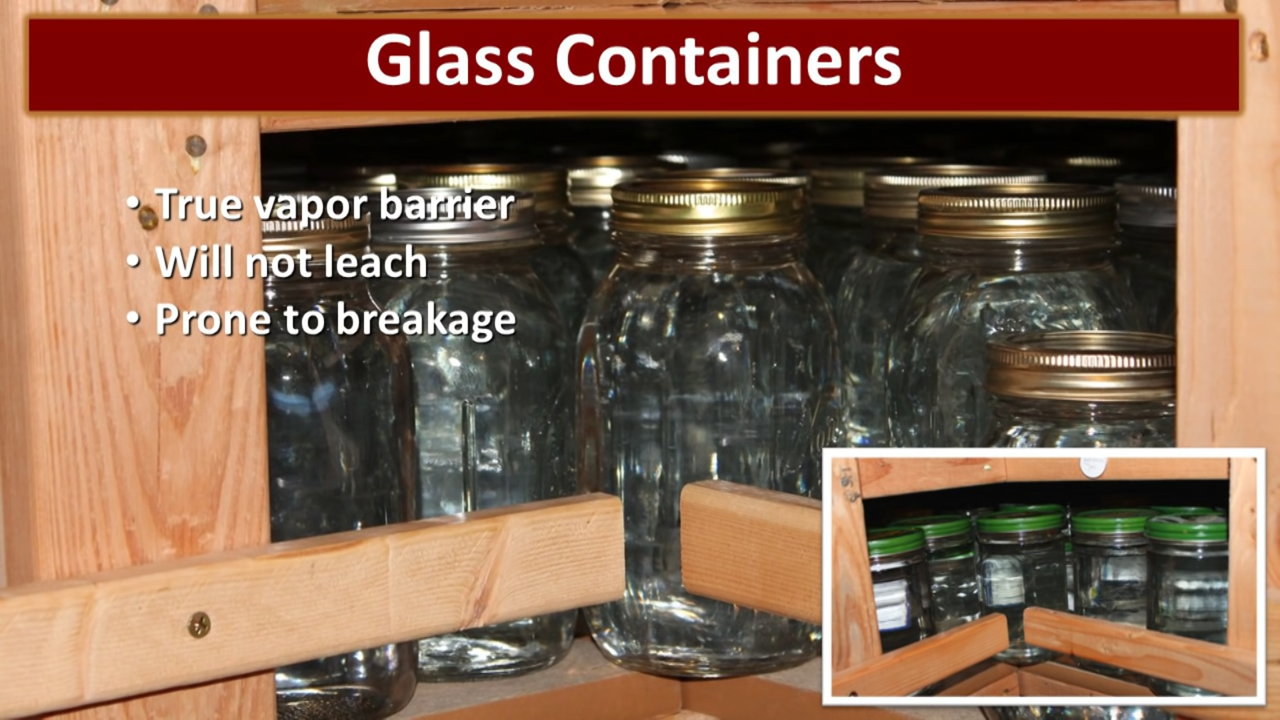 Glass Containers
• True vapor barrier
• Will not leach
• Prone to breakage